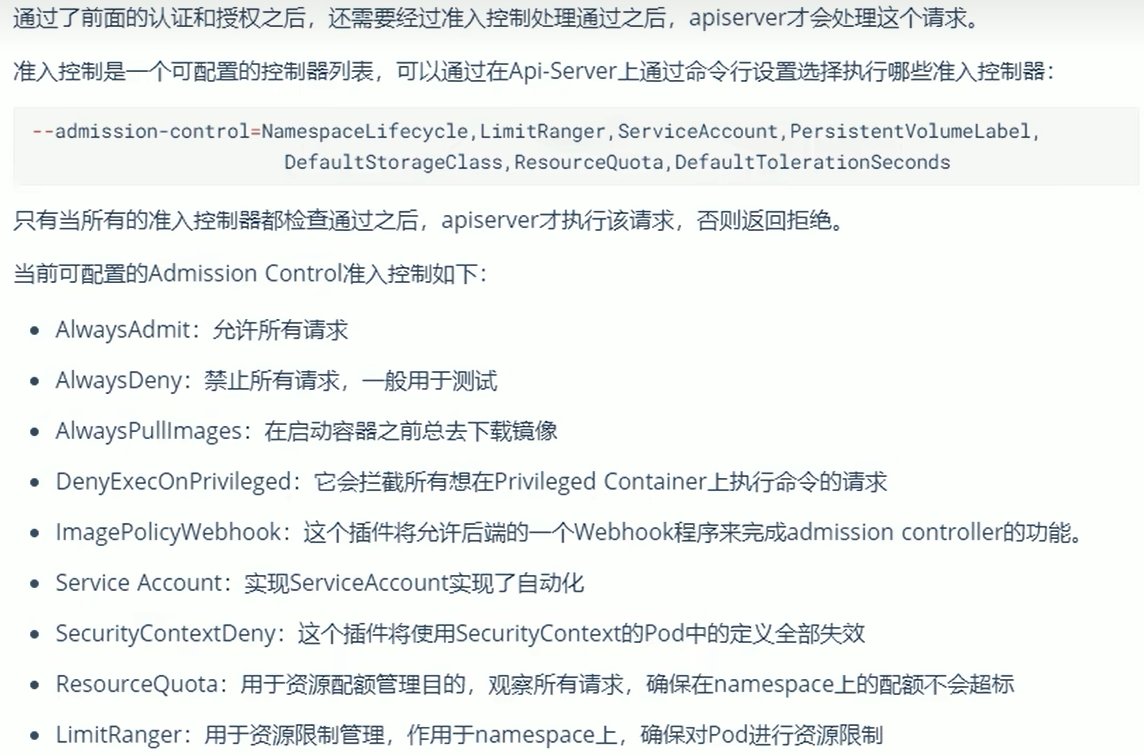 通过了前面的认证和授权之后，还需要经过准入控制处理通过之后，apiserver才会处理这个请求。
准入控制是一个可配置的控制器列表，可以通过在Api-Server上通过命令行设置选择执行哪些准入控制器：
--admission-control=NamespaceLifecycle,LimitRanger,ServiceAccount,PersistentVolumeLabel,
DefaultStorageClass,ResourceQuota,DefaultTolerationSeconds
只有当所有的准入控制器都检查通过之后，apiserver才执行该请求，否则返回拒绝。
当前可配置的Admission Control准入控制如下：
• AlwaysAdmit：允许所有请求
• AlwaysDeny：禁止所有请求，一般用于测试
• AlwaysPullImages：在启动容器之前总去下载镜像
• DenyExecOnPrivileged：它会拦截所有想在Privileged Container上执行命令的请求
• ImagePolicyWebhook：这个插件将允许后端的一个Webhook程序来完成admission controller的功能。
• Service Account：实现ServiceAccount实现了自动化
• SecurityContextDeny：这个插件将使用SecurityContext的Pod中的定义全部失效
• ResourceQuota：用于资源配额管理目的，观察所有请求，确保在namespace上的配额不会超标
• LimitRanger：用于资源限制管理，作用于namespace上，确保对Pod进行资源限制